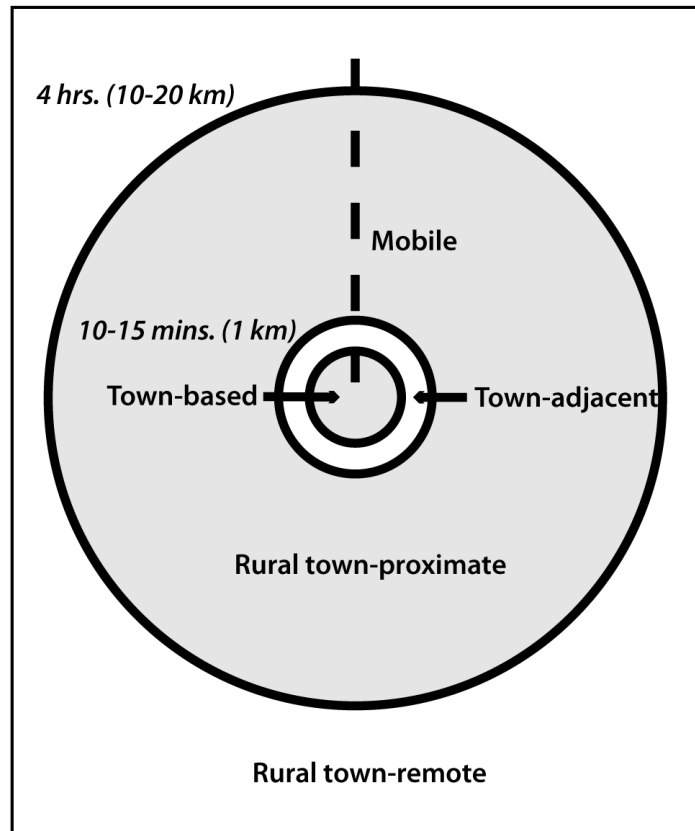 4 hrs. (10-20 km)
Mobile
10-15 mins. (1 km)
Town-based
Town-adjacent
Rural town-proximate
Rural town-remote